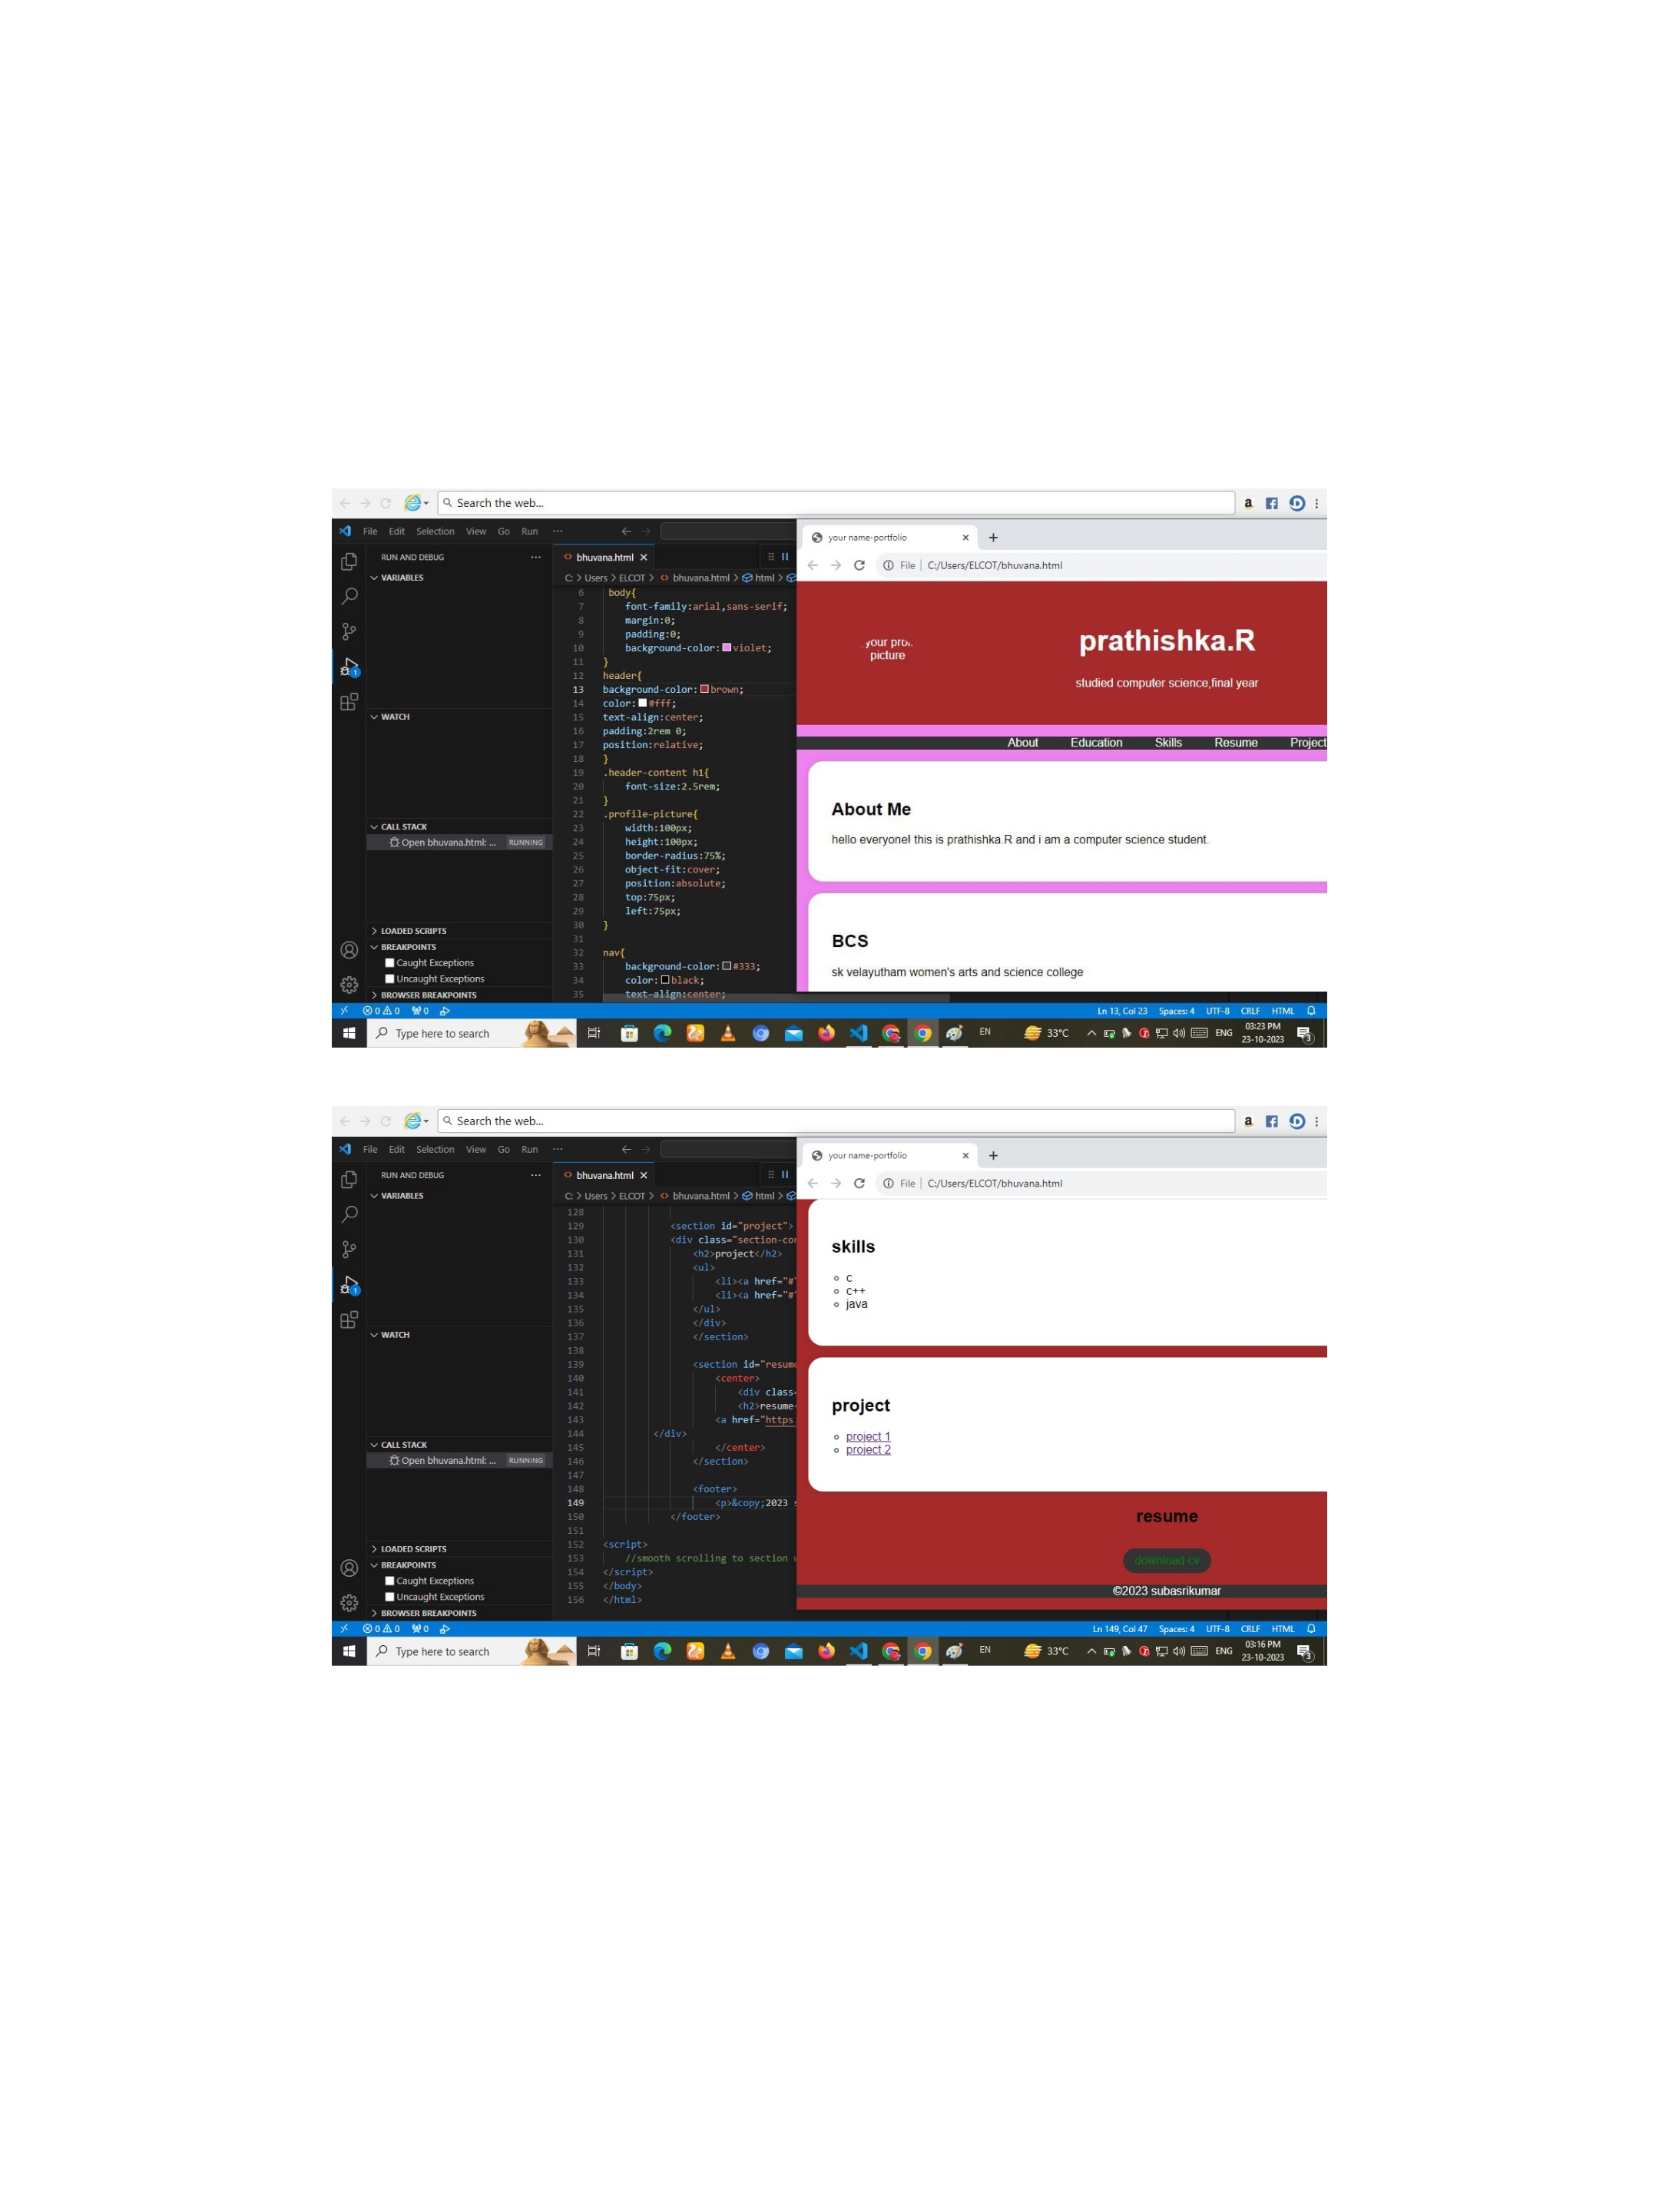 Search the web...
File Edit Selection View Go Run ...
your name-portfolio
RUN AND DEBUG ...
bhuvana.html
File C:/Users/ELCOT/bhuvana.html
VARIABLES
C: > Users > ELCOT > bhuvana.html > html >
6 body{
7 font-family:arial,sans-serif;
8 margin:0;
9 padding:0;
10 background-color:violet;
11 }
12 header{
13 background-color:brown;
14 color:#fff;
15 text-align:center;
16 padding:2rem 0;
17 position:relative;
18 }
19 .header-content h1{
20 font-size:2.5rem;
21 }
22 .profile-picture{
23 width:100px;
24 height:100px;
25 border-radius:75%;
26 object-fit:cover;
27 position:absolute;
28 top:75px;
29 left:75px;
30 }
31
32 nav{
33 background-color:#333;
34 color:black;
35 text-align:center;
WATCH
CALL STACK
Open bhuvana.html: ... RUNNING
LOADED SCRIPTS
BREAKPOINTS
Caught Exceptions
Uncaught Exceptions
BROWSER BREAKPOINTS
your
picture
prathishka.R
studied computer science,final year
About Education Skills Resume Project
About Me
hello everyone! this is prathishka.R and i am a computer science student.
BCS
sk velayutham women's arts and science college
0 0 0 Ln 13, Col 23 Spaces: 4 UTF-8 CRLF HTML
Type here to search EN 33°C ENG 03:23 PM
23-10-2023 3
Search the web...
File Edit Selection View Go Run ...
your name-portfolio
RUN AND DEBUG ...
bhuvana.html
File C:/Users/ELCOT/bhuvana.html
VARIABLES
C: > Users > ELCOT > bhuvana.html > html >
128
129 <section id="project">
130 <div class="section-co
131 <h2>project</h2>
132 <ul>
133 <li><a href="#
134 <li><a href="#
135 </ul>
136 </div>
137 </section>
138
139 <section id="resum
140 <center>
141 <div class=
142 <h2>resume
143 <a href="https
144 </div>
145 </center>
146 </section>
147
148 <footer>
149 <p>&copy;2023 s
150 </footer>
151
152 <script>
153 //smooth scrolling to section
154 </script>
155 </body>
156 </html>
WATCH
CALL STACK
Open bhuvana.html: ... RUNNING
LOADED SCRIPTS
BREAKPOINTS
Caught Exceptions
Uncaught Exceptions
BROWSER BREAKPOINTS
skills
c
c++
java
project
project 1
project 2
resume
download cv
©2023 subasrikumar
0 0 0 Ln 149, Col 47 Spaces: 4 UTF-8 CRLF HTML
Type here to search EN 33°C ENG 03:16 PM
23-10-2023 3